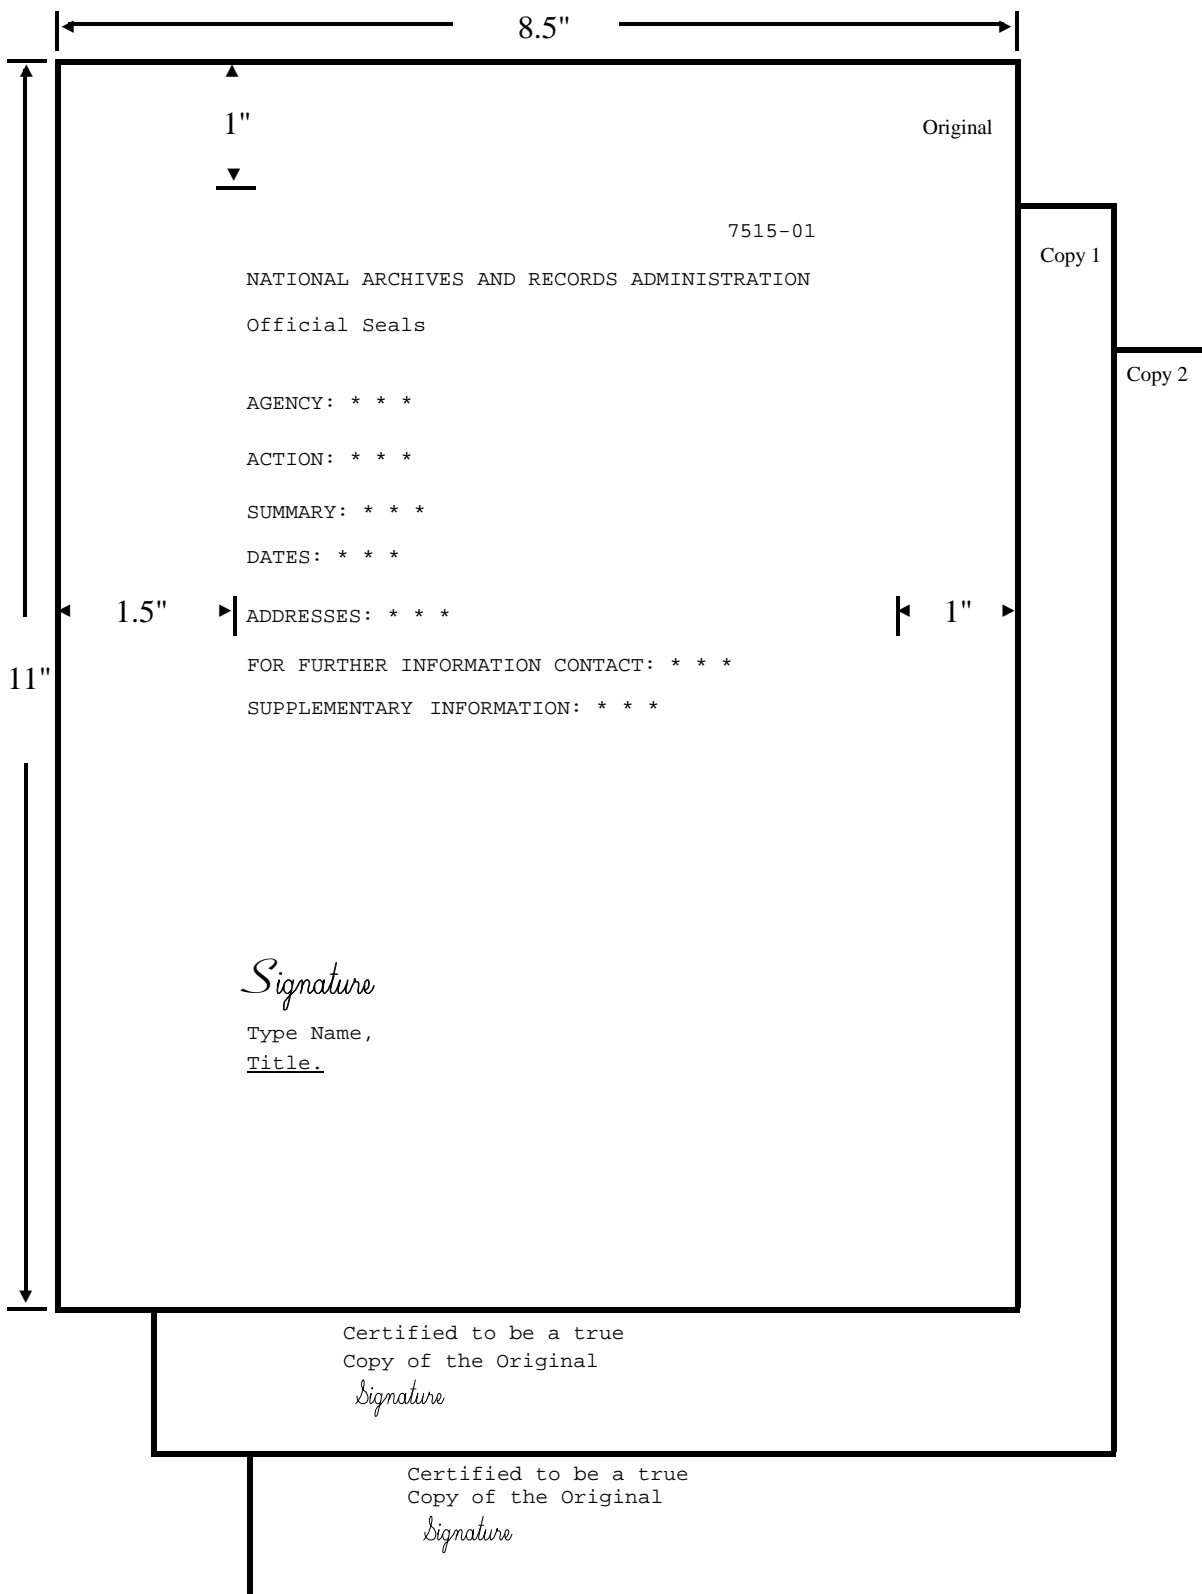 8.5"
1"
Original
7515-01
Copy 1
NATIONAL ARCHIVES AND RECORDS ADMINISTRATION
Official Seals
Copy 2
AGENCY: * * *
ACTION: * * *
SUMMARY: * * *
DATES: * * *
1.5"
ADDRESSES: * * *
1"
FOR FURTHER INFORMATION CONTACT: * * *
11"
SUPPLEMENTARY INFORMATION: * * *
Signature
Type Name,
Title.
Certified to be a true
Copy of the Original
Signature
Certified to be a true
Copy of the Original
Signature